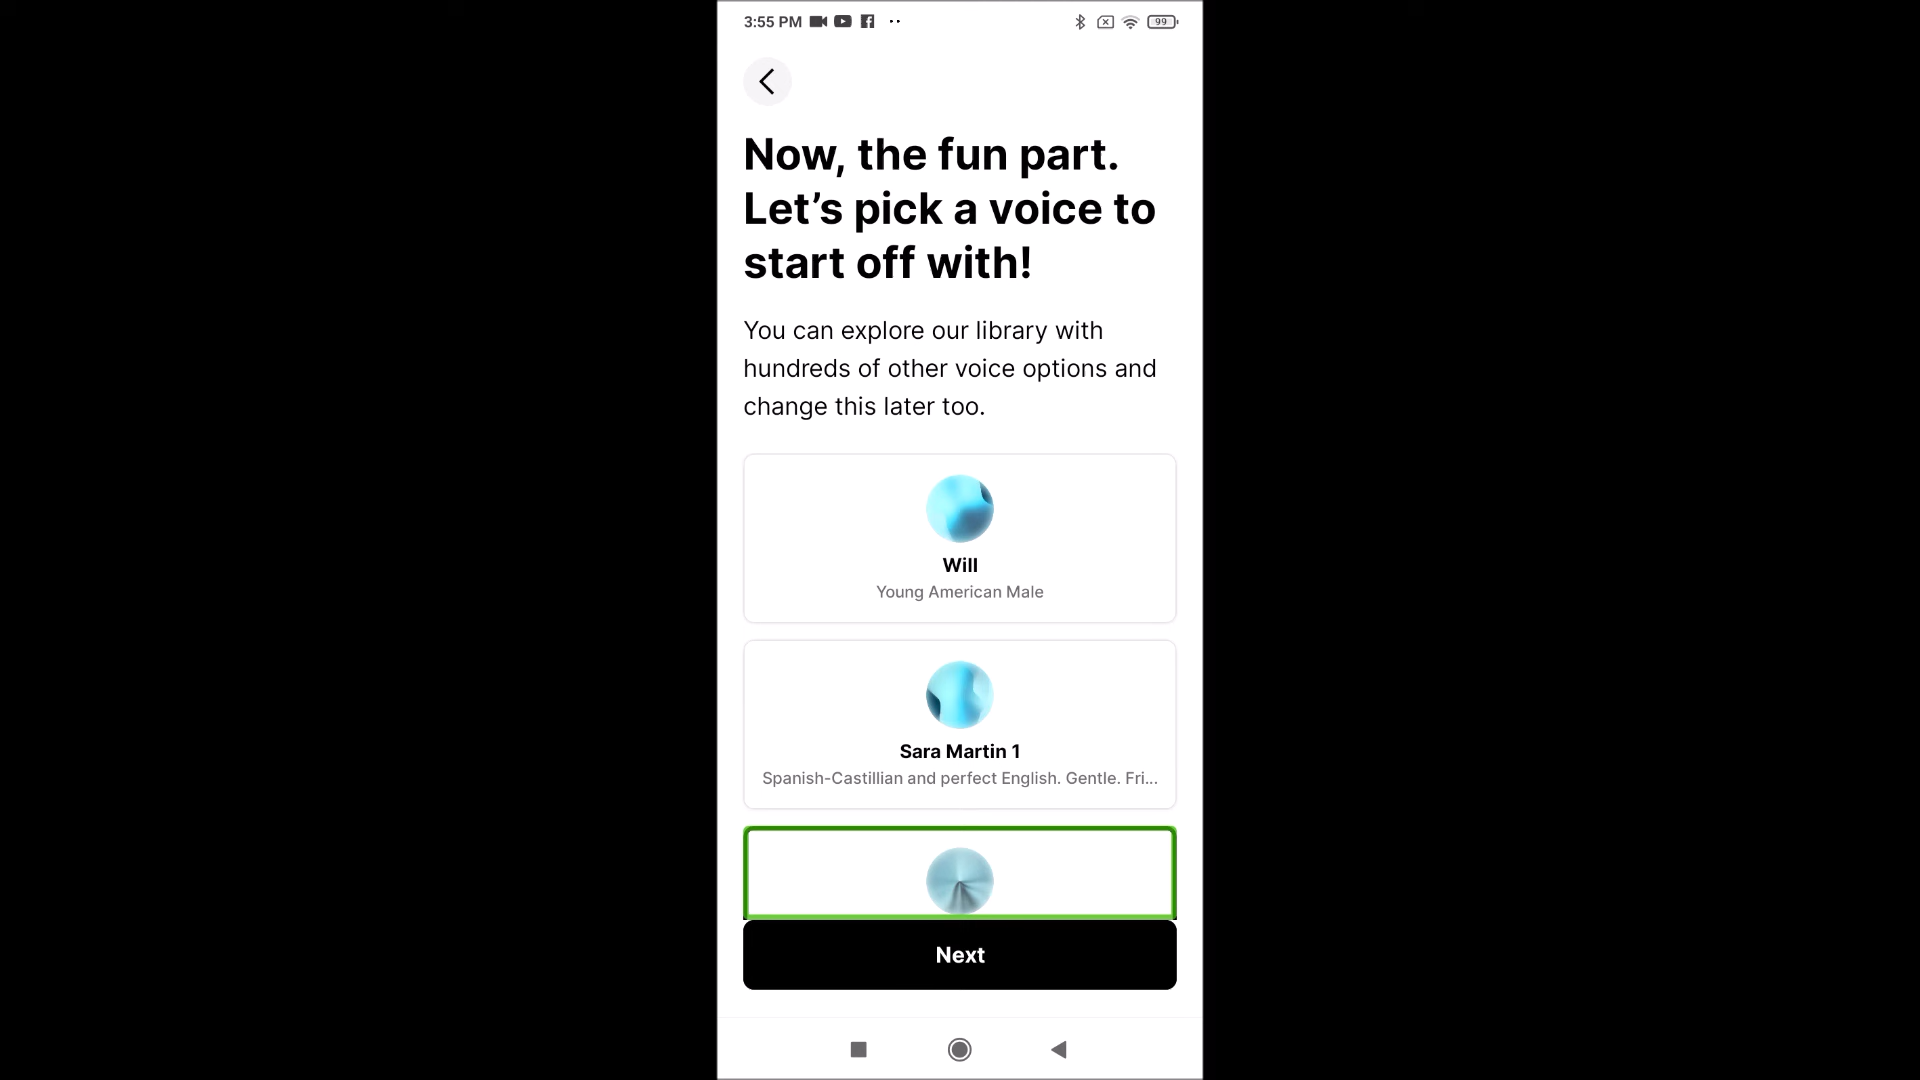 3:55 PM
99
Now, the fun part.
Let’s pick a voice to
start off with!
You can explore our library with
hundreds of other voice options and
change this later too.
Will
Young American Male
Sara Martin 1
Spanish-Castillian and perfect English. Gentle. Fri...
Next